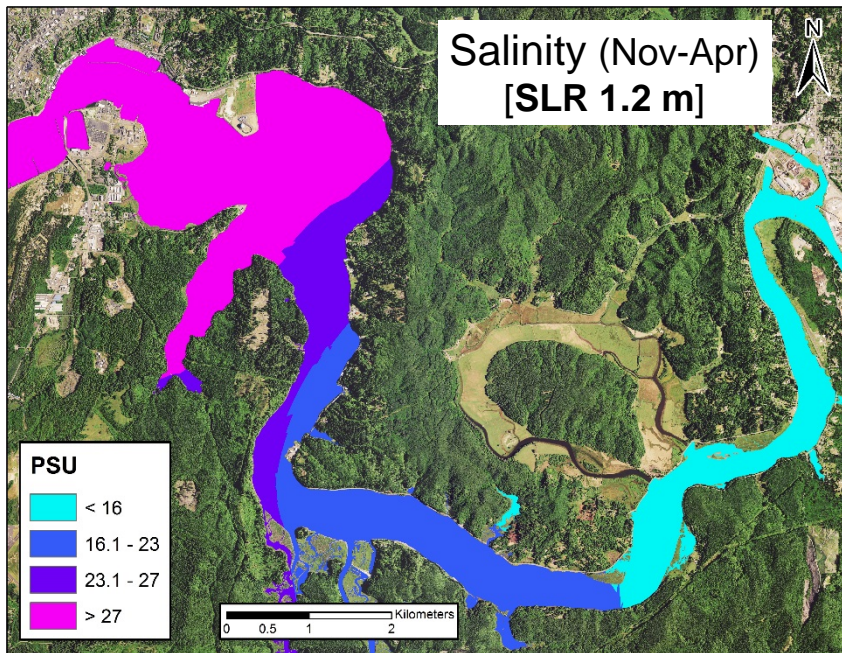 Salinity (Nov-Apr)
[SLR 1.2 m]
N
PSU
< 16
16.1 - 23
23.1 - 27
> 27
Kilometers
0 0.5 1 2